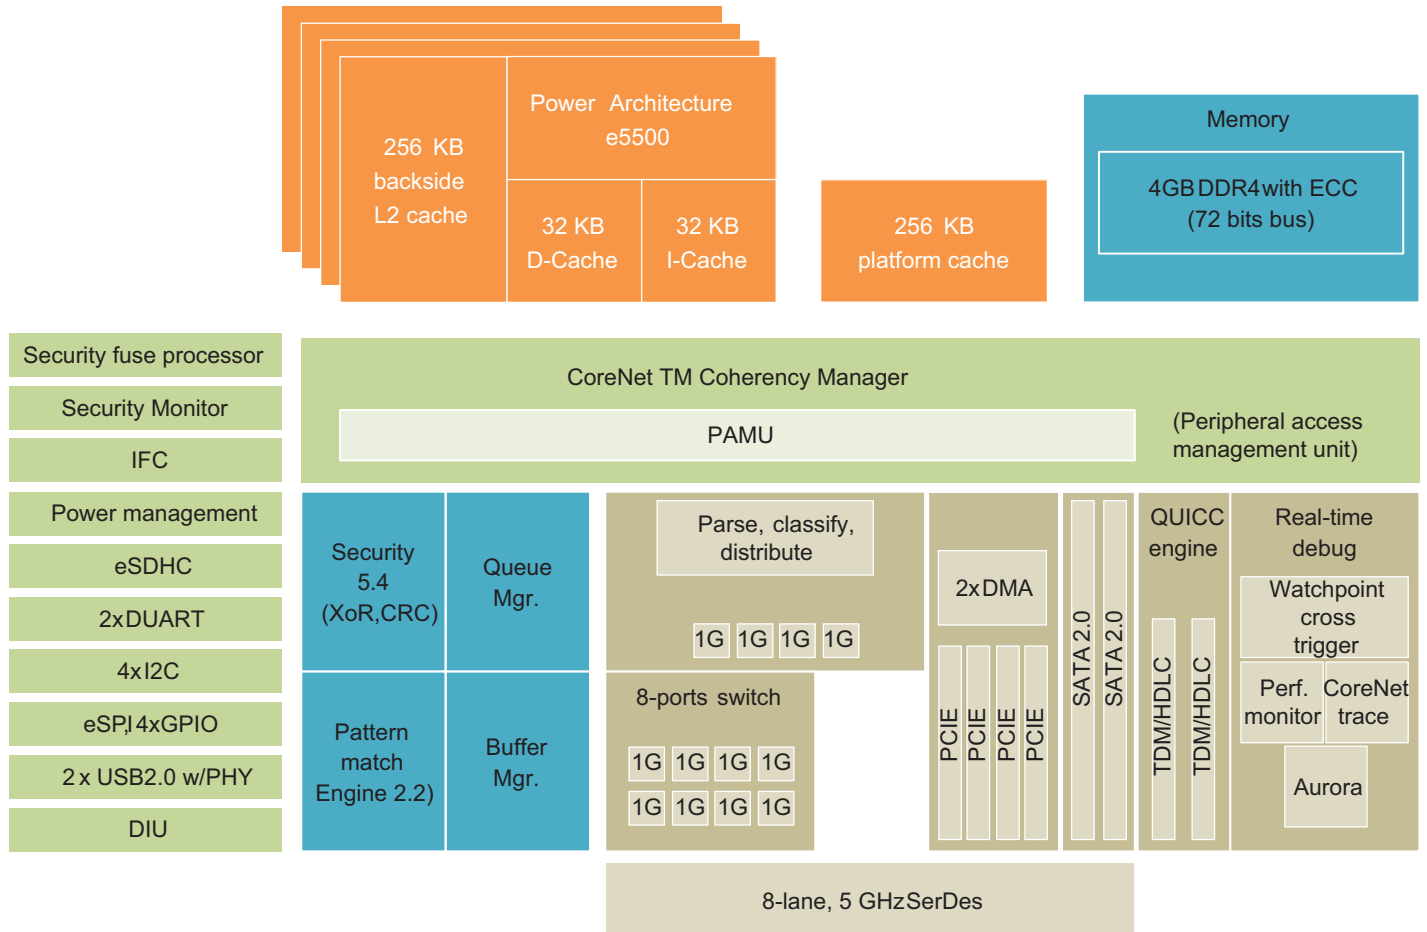 Power Architecture
e5500
256 KB
backside
L2 cache
32 KB
D-Cache
32 KB
I-Cache
256 KB
platform cache
Memory
4GB DDR4 with ECC
(72 bits bus)
Security fuse processor
Security Monitor
IFC
Power management
eSDHC
2xDUART
4xI2C
eSP,I 4xGPIO
2 x USB2.0 w/PHY
DIU
CoreNet TM Coherency Manager
PAMU
(Peripheral access
management unit)
Security
5.4
(XoR,CRC)
Queue
Mgr.
Pattern
match
Engine 2.2)
Buffer
Mgr.
Parse, classify,
distribute
1G 1G 1G 1G
8-ports switch
1G 1G 1G 1G
1G 1G 1G 1G
2xDMA
PCIE
PCIE
PCIE
PCIE
SATA 2.0
SATA 2.0
QUICC
engine
TDM/HDLC
TDM/HDLC
Real-time
debug
Watchpoint
cross
trigger
Perf.
monitor
CoreNet
trace
Aurora
8-lane, 5 GHzSerDes